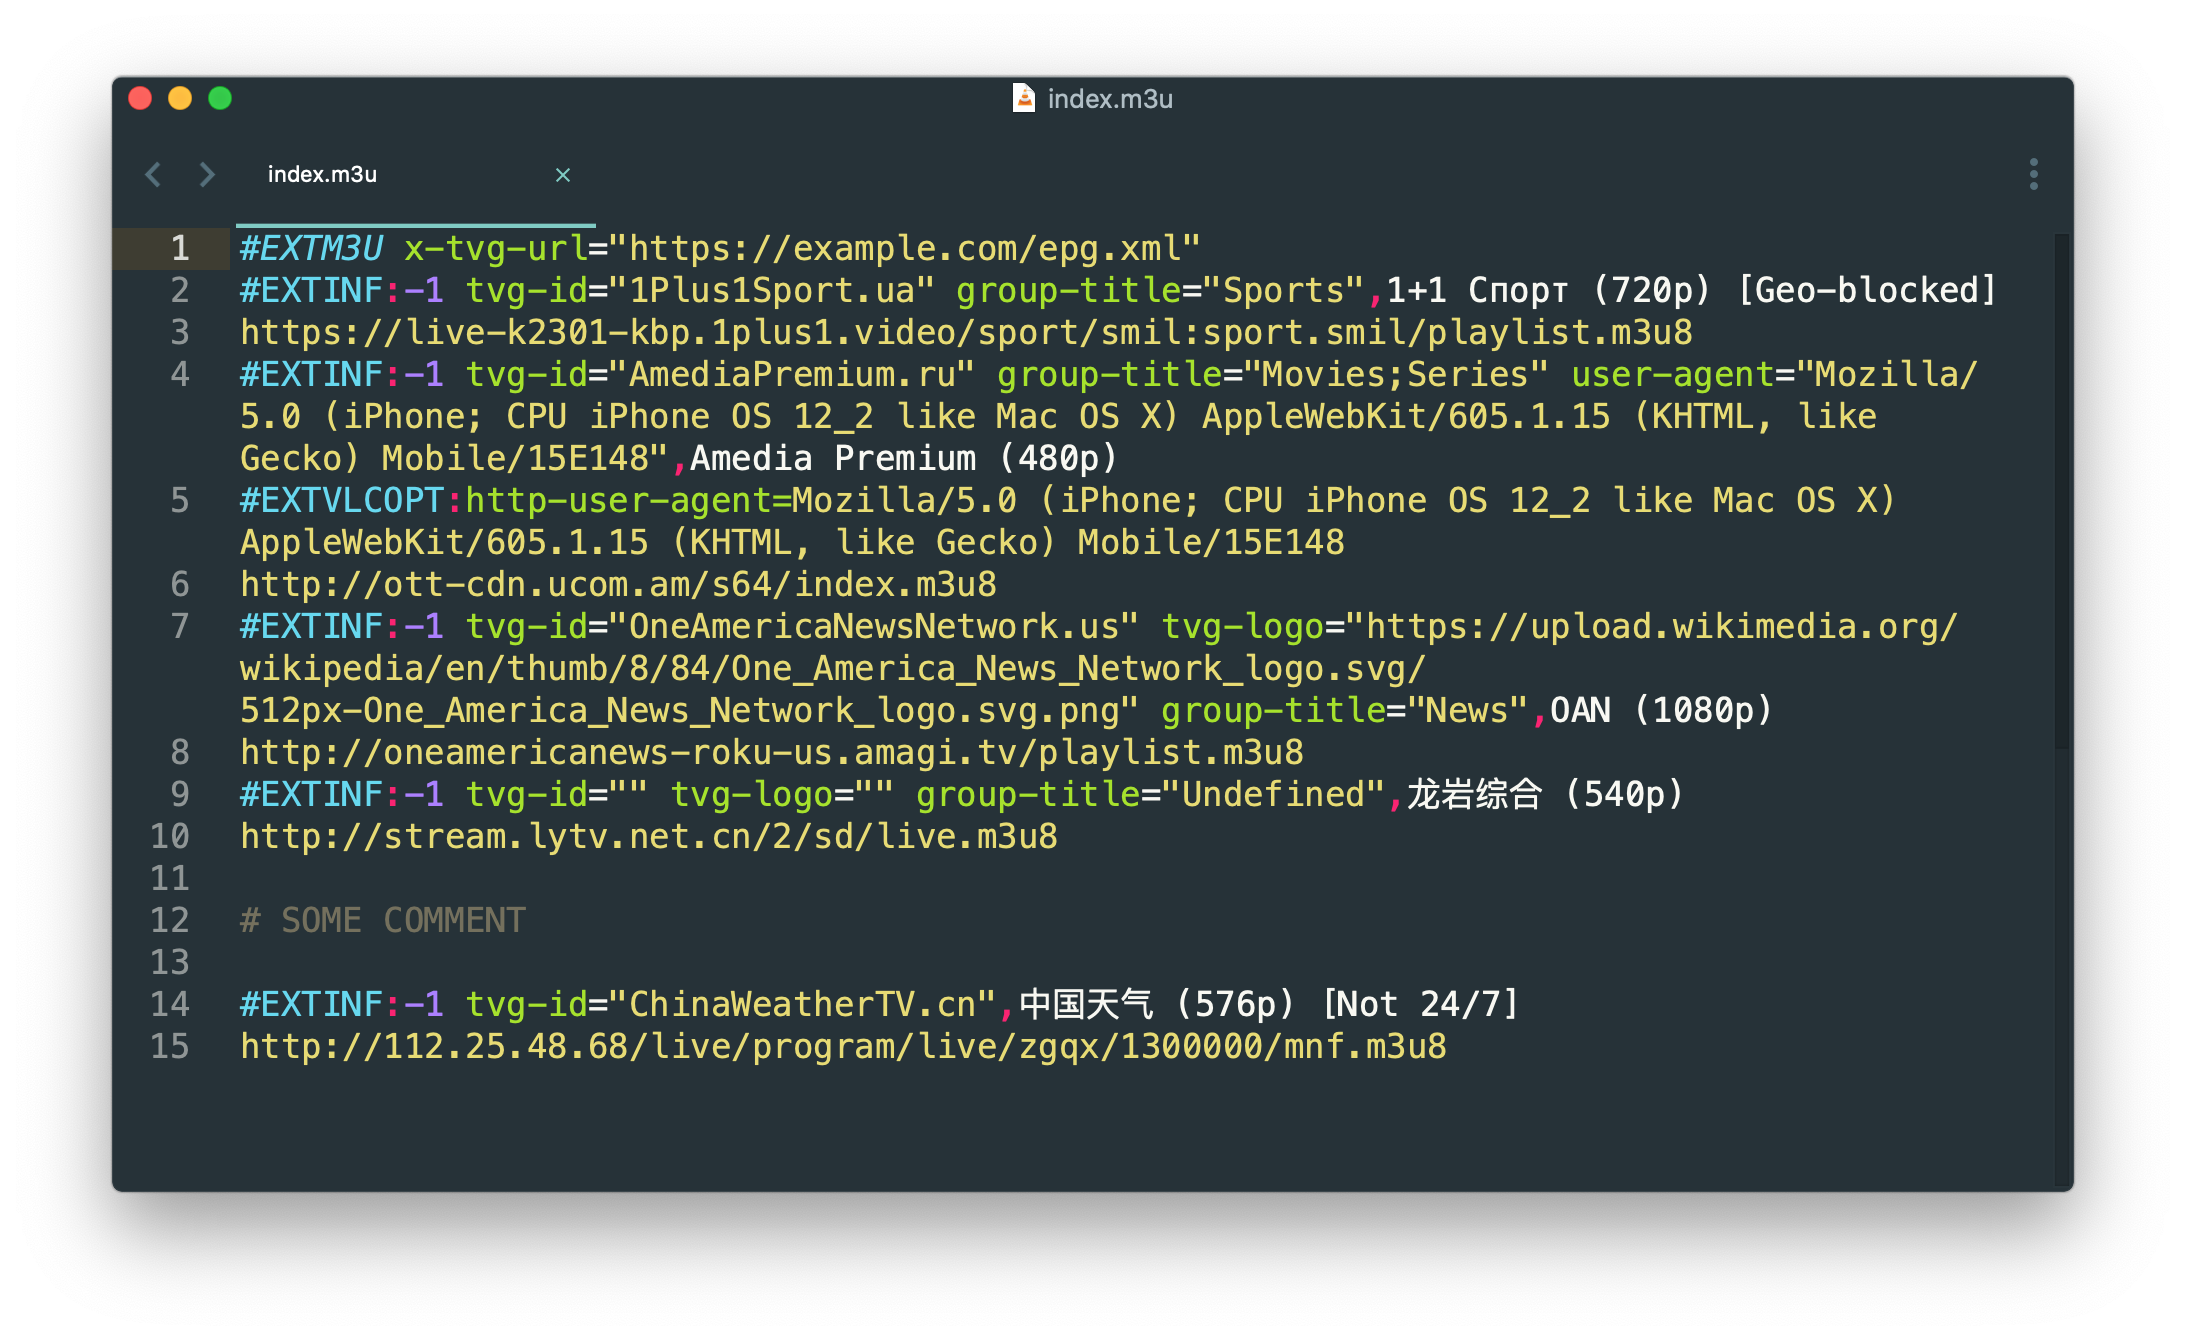 index.m3u
index.m3u ×
1 #EXTM3U x-tvg-url="https://example.com/epg.xml"
2 #EXTINF:-1 tvg-id="1Plus1Sport.ua" group-title="Sports",1+1 Спорт (720p) [Geo-blocked]
3 https://live-k2301-kbp.1plus1.video/sport/smil:sport.smil/playlist.m3u8
4 #EXTINF:-1 tvg-id="AmediaPremium.ru" group-title="Movies;Series" user-agent="Mozilla/
5.0 (iPhone; CPU iPhone OS 12_2 like Mac OS X) AppleWebKit/605.1.15 (KHTML, like
Gecko) Mobile/15E148",Amedia Premium (480p)
5 #EXTVLCOPT:http-user-agent=Mozilla/5.0 (iPhone; CPU iPhone OS 12_2 like Mac OS X)
AppleWebKit/605.1.15 (KHTML, like Gecko) Mobile/15E148
6 http://ott-cdn.ucom.am/s64/index.m3u8
7 #EXTINF:-1 tvg-id="OneAmericaNewsNetwork.us" tvg-logo="https://upload.wikimedia.org/
wikipedia/en/thumb/8/84/One_America_News_Network_logo.svg/
512px-One_America_News_Network_logo.svg.png" group-title="News",OAN (1080p)
8 http://oneamericanews-roku-us.amagi.tv/playlist.m3u8
9 #EXTINF:-1 tvg-id="" tvg-logo="" group-title="Undefined",龙岩综合 (540p)
10 http://stream.lytv.net.cn/2/sd/live.m3u8
11
12 # SOME COMMENT
13
14 #EXTINF:-1 tvg-id="ChinaWeatherTV.cn",中国天气 (576p) [Not 24/7]
15 http://112.25.48.68/live/program/live/zgqx/1300000/mnf.m3u8